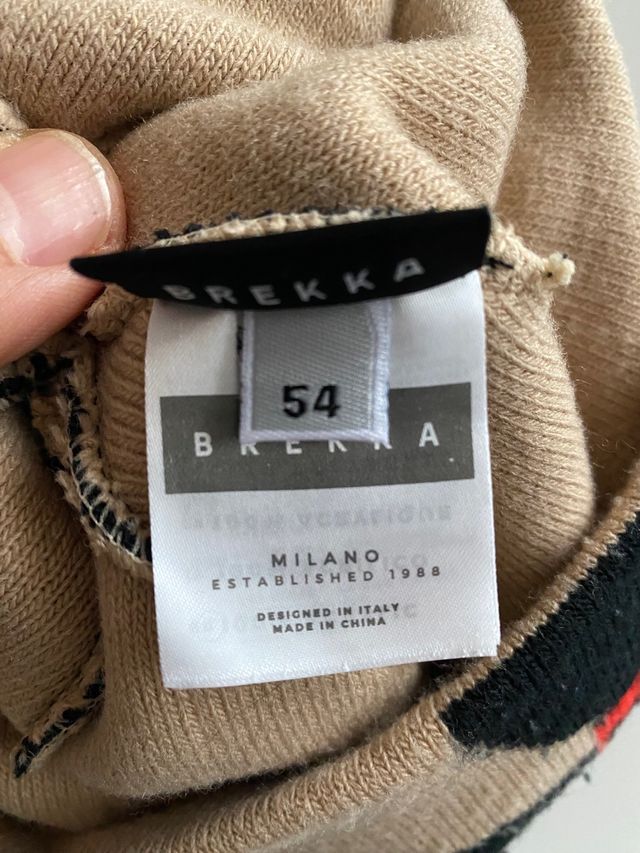 BREKKA
54
BREKKA
MILANO
ESTABLISHED 1988
DESIGNED IN ITALY
MADE IN CHINA